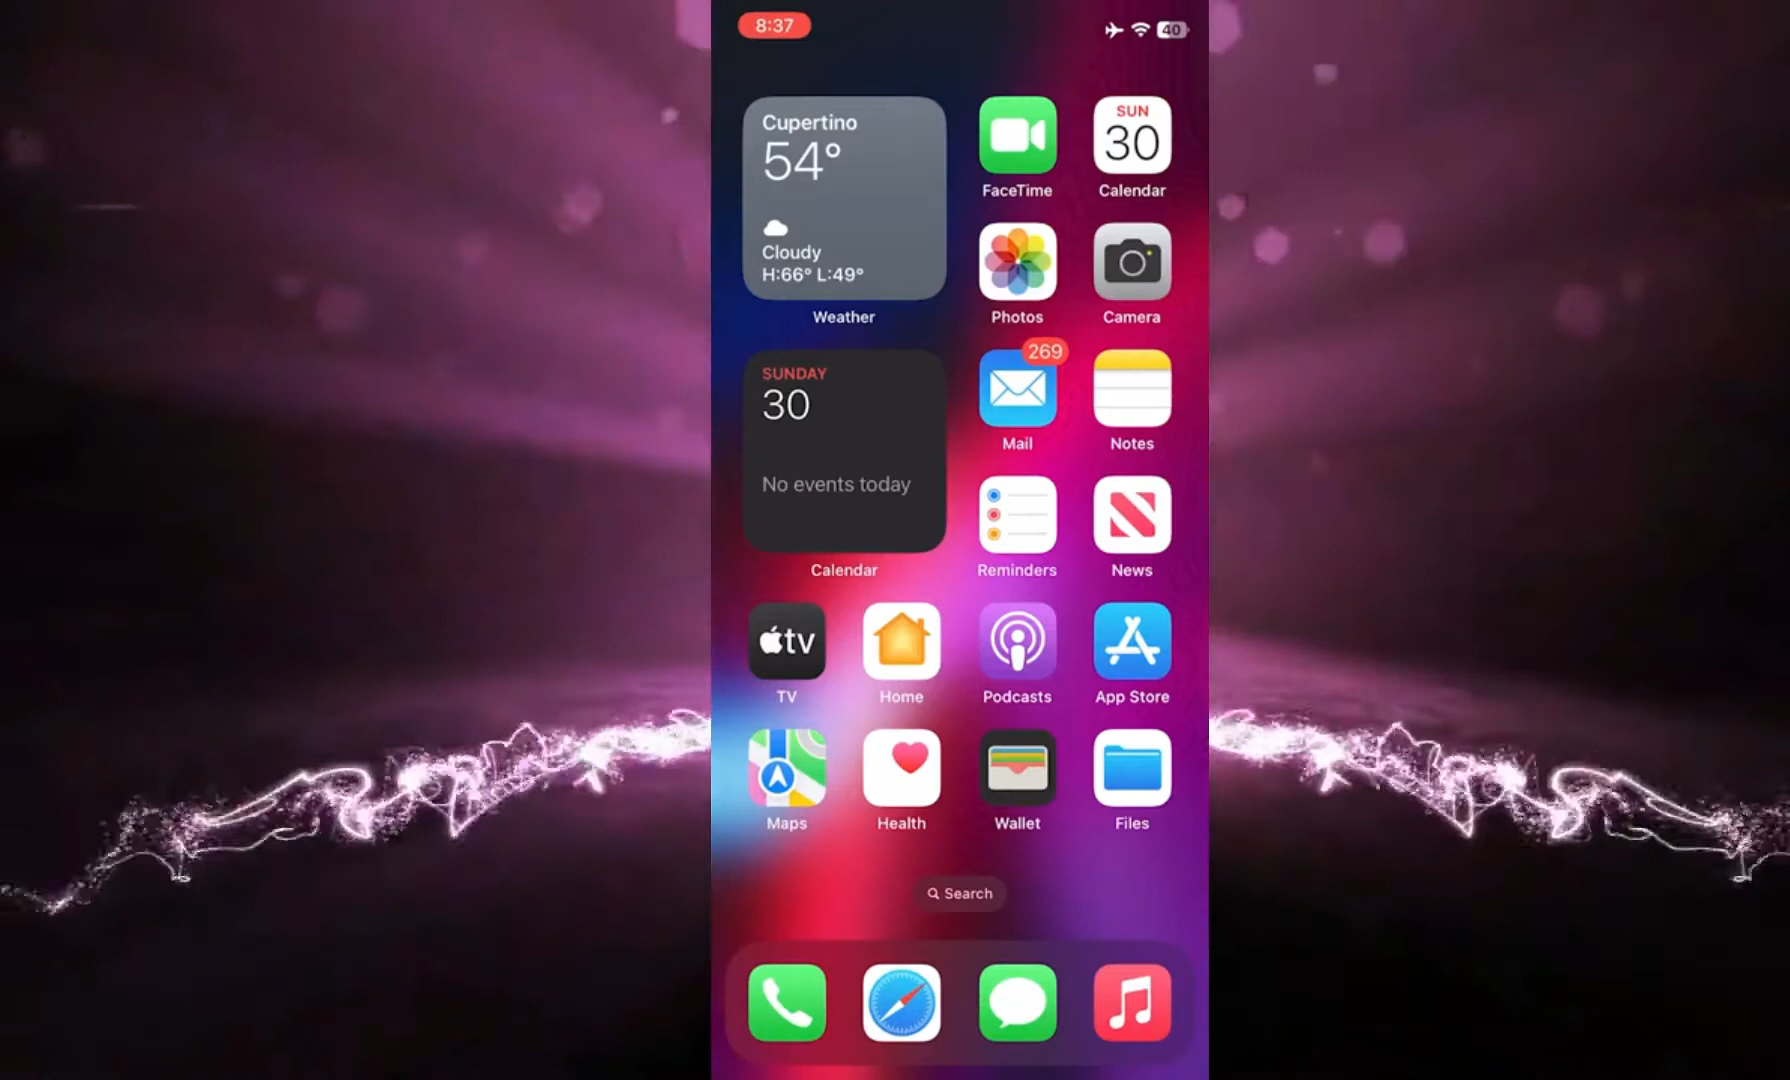 8:37
40
Cupertino
54°
Cloudy
H:66° L:49°
Weather
FaceTime
SUN
30
Calendar
Photos
Camera
SUNDAY
30
No events today
Calendar
269
Mail
Notes
Reminders
News
tv
TV
Home
Podcasts
App Store
Maps
Health
Wallet
Files
Search